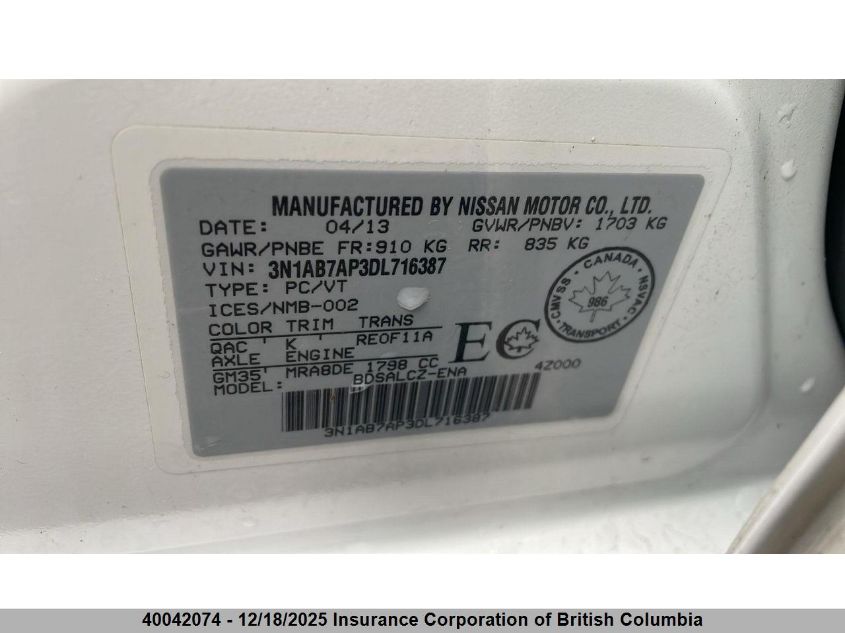 MANUFACTURED BY NISSAN MOTOR CO., LTD.
DATE: 04/13 GVWR/PNBV: 1703 KG
GAWR/PNBE FR:910 KG RR: 835 KG
VIN: 3N1AB7AP3DL716387
TYPE: PC/VT
ICES/NMB-002
COLOR TRIM TRANS
QAC ' K ' RE0F11A
AXLE ENGINE
GM35' MRA8DE 1798 CC
MODEL: BDSALCZ-ENA
EC
4Z000
3N1AB7AP3DL716387
CMVSS - CANADA - NSVAC
986
TRANSPORT
40042074 - 12/18/2025 Insurance Corporation of British Columbia